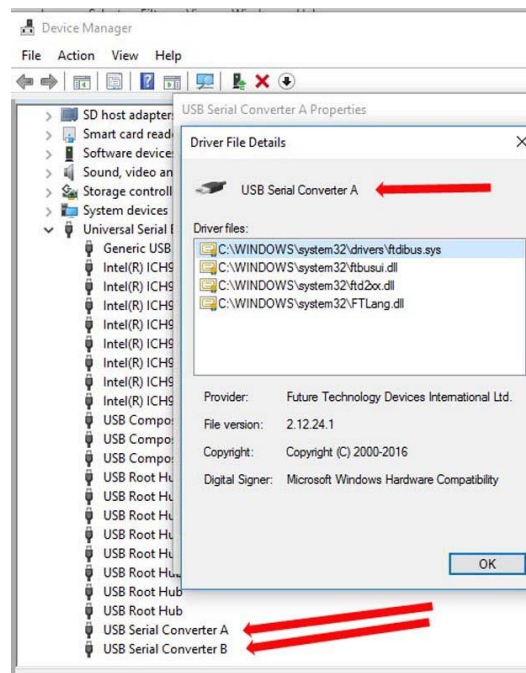 Device Manager
File Action View Help
SD host adapter
Smart card read
Software device
Sound, video an
Storage controll
System devices
Universal Serial
Generic USB
Intel(R) ICH9
Intel(R) ICH9
Intel(R) ICH9
Intel(R) ICH9
Intel(R) ICH9
Intel(R) ICH9
Intel(R) ICH9
Intel(R) ICH9
USB Compo
USB Compo
USB Compo
USB Root Hu
USB Root Hu
USB Root Hu
USB Root Hu
USB Root Hu
USB Root Hub
USB Root Hub
USB Root Hub
USB Serial Converter A
USB Serial Converter B
USB Serial Converter A Properties
Driver File Details
USB Serial Converter A
Driver files:
C:\WINDOWS\system32\drivers\ftdibus.sys
C:\WINDOWS\system32\ftbusui.dll
C:\WINDOWS\system32\ftd2xx.dll
C:\WINDOWS\system32\FTLang.dll
Provider: Future Technology Devices International Ltd.
File version: 2.12.24.1
Copyright: Copyright (C) 2000-2016
Digital Signer: Microsoft Windows Hardware Compatibility
OK